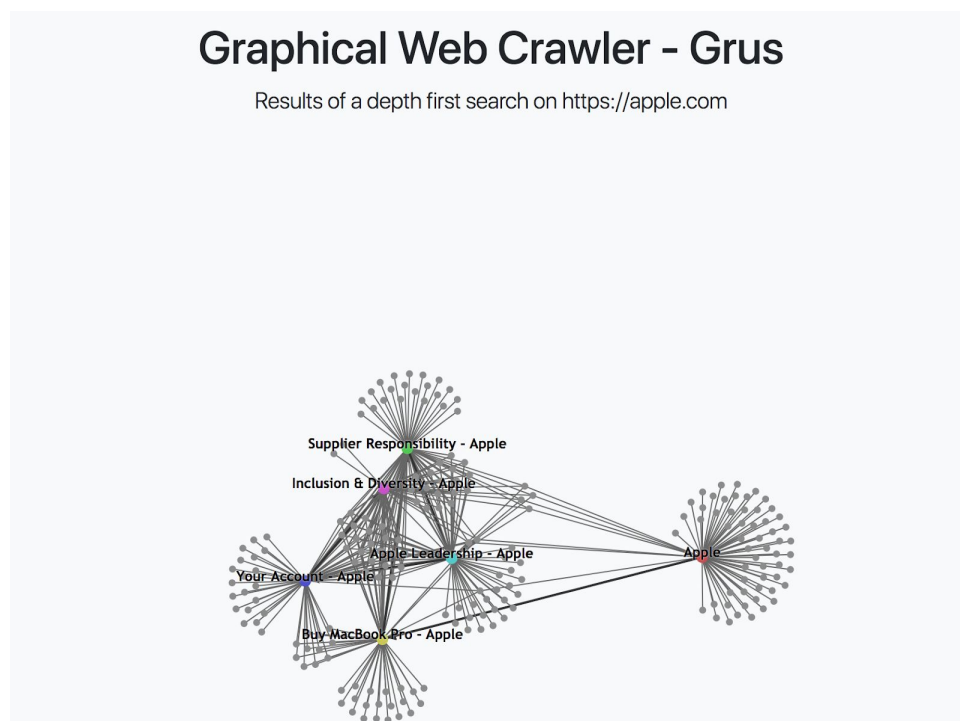 Graphical Web Crawler - Grus
Results of a depth first search on https://apple.com
Supplier Responsibility - Apple
Inclusion & Diversity - Apple
Apple Leadership - Apple
Apple
Your Account - Apple
Buy MacBook Pro - Apple